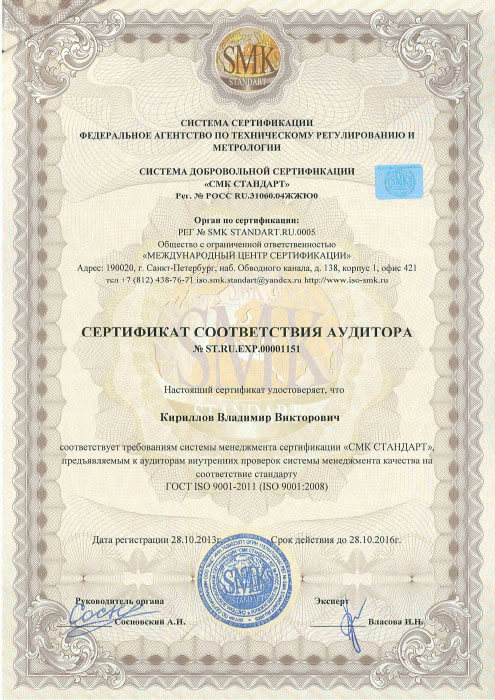 SMK
STANDART
СИСТЕМА СЕРТИФИКАЦИИ
ФЕДЕРАЛЬНОЕ АГЕНТСТВО ПО ТЕХНИЧЕСКОМУ РЕГУЛИРОВАНИЮ И
МЕТРОЛОГИИ
СИСТЕМА ДОБРОВОЛЬНОЙ СЕРТИФИКАЦИИ
«СМК СТАНДАРТ»
Рег. № РОСС RU.31060.04ЖЖЮ0
SMK
Орган по сертификации:
РЕГ № SMK STANDART.RU.0005
Общество с ограниченной ответственностью
«МЕЖДУНАРОДНЫЙ ЦЕНТР СЕРТИФИКАЦИИ»
Адрес: 190020, г. Санкт-Петербург, наб. Обводного канала, д. 138, корпус 1, офис 421
тел +7 (812) 438-76-71 iso.smk.standart@yandex.ru http://www.iso-smk.ru
СЕРТИФИКАТ СООТВЕТСТВИЯ АУДИТОРА
№ ST.RU.EXP.00001151
Настоящий сертификат удостоверяет, что
Кириллов Владимир Викторович
соответствует требованиям системы менеджмента сертификации «СМК СТАНДАРТ»,
предъявляемым к аудиторам внутренних проверок системы менеджмента качества на
соответствие стандарту
ГОСТ ISO 9001-2011 (ISO 9001:2008)
Дата регистрации 28.10.2013г. Срок действия до 28.10.2016г.
SMK
STANDART
Руководитель органа Эксперт
Сосновский А.И. Власова И.Н.